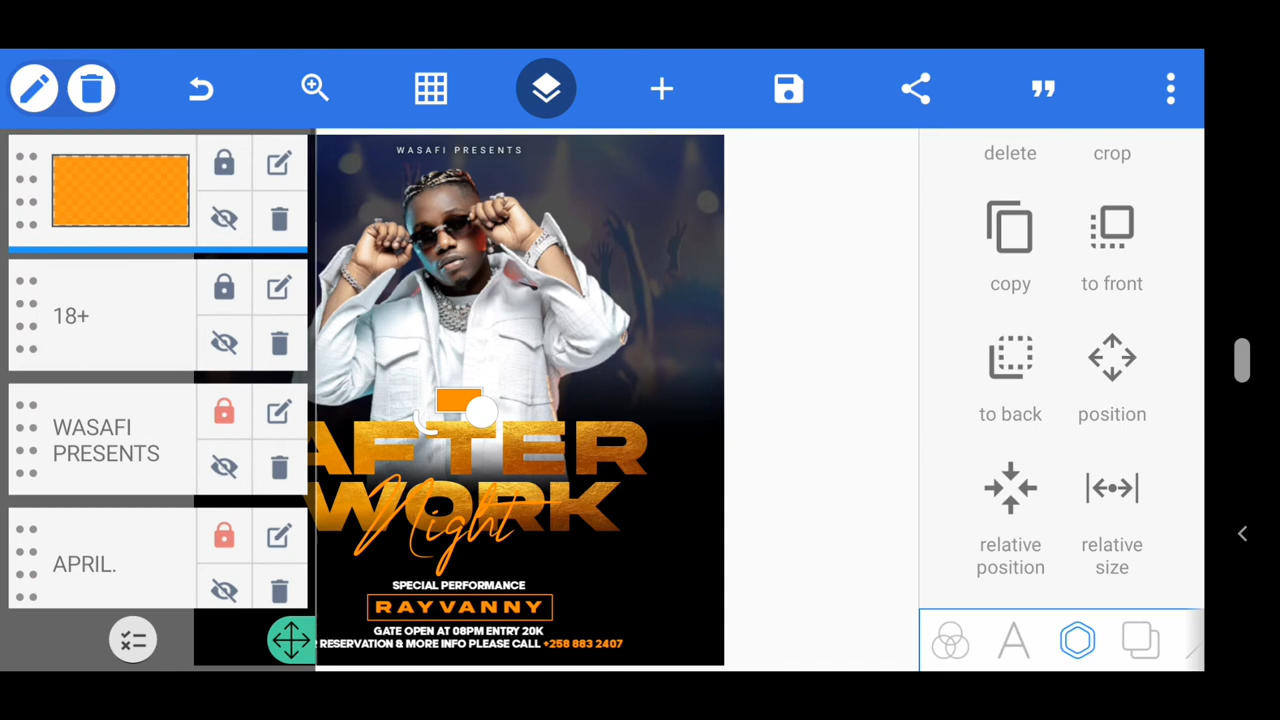 18+
WASAFI
PRESENTS
APRIL.
WASAFI PRESENTS
AFTER
WORK
Night
SPECIAL PERFORMANCE
RAYVANNY
GATE OPEN AT 08PM ENTRY 20K
RESERVATION & MORE INFO PLEASE CALL +258 883 2407
delete
crop
copy
to front
to back
position
relative
position
relative
size